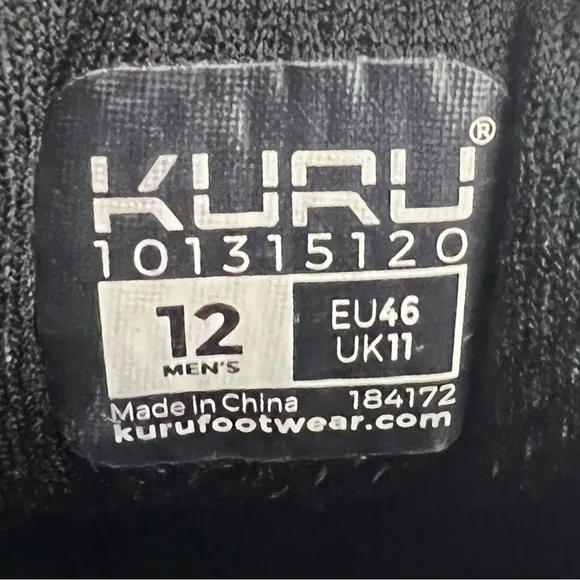 KURU®
101315120
12
MEN'S
EU46
UK11
Made in China 184172
kurufootwear.com